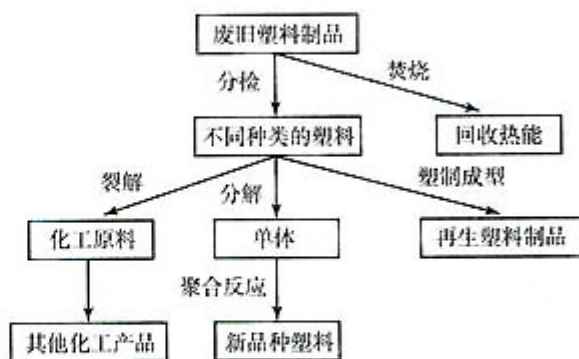 废旧塑料制品
分检
焚烧
不同种类的塑料
回收热能
裂解
分解
塑制成型
化工原料
单体
再生塑料制品
聚合反应
其他化工产品
新品种塑料